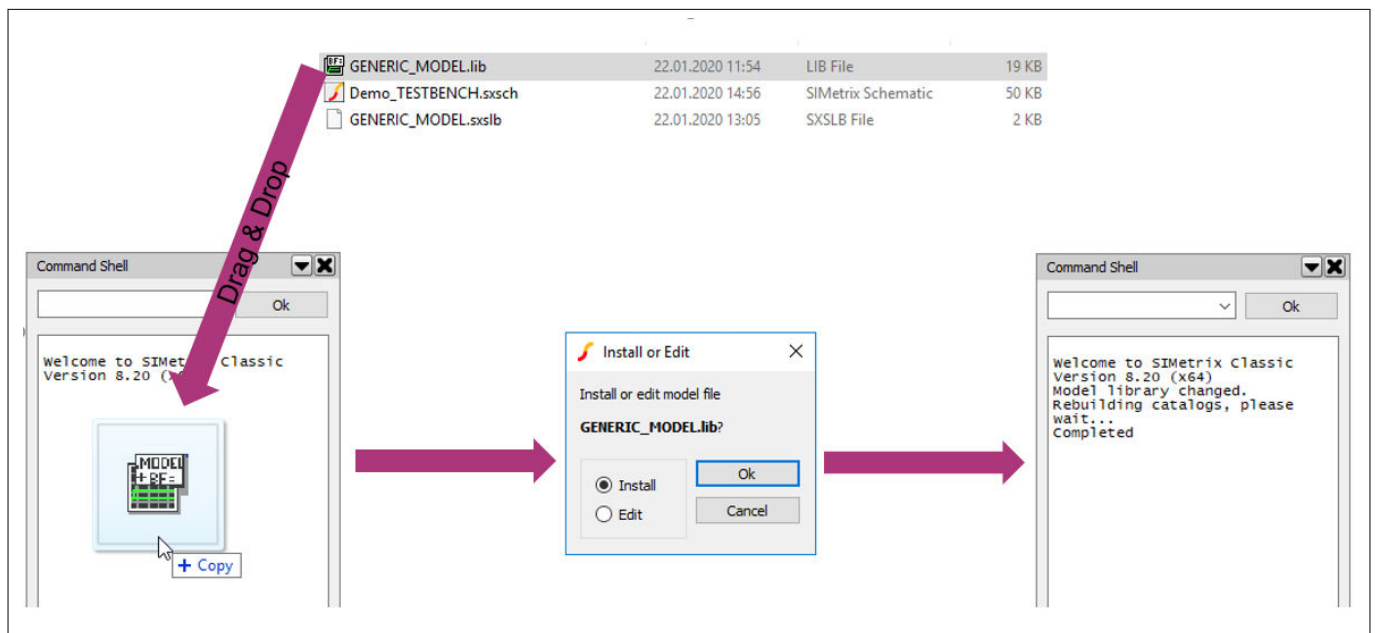 GENERIC_MODEL.lib 22.01.2020 11:54 LIB File 19 KB
Demo_TESTBENCH.sxsch 22.01.2020 14:56 SIMetrix Schematic 50 KB
GENERIC_MODEL.sxslb 22.01.2020 13:05 SXSLB File 2 KB
Drag & Drop
Command Shell
Ok
Welcome to SIMet Classic
Version 8.20
MODEL
+ BF=
+ Copy
Install or Edit
Install or edit model file
GENERIC_MODEL.lib?
Install
Edit
Ok
Cancel
Command Shell
Ok
Welcome to SIMetrix Classic
Version 8.20 (x64)
Model library changed.
Rebuilding catalogs, please
wait...
Completed